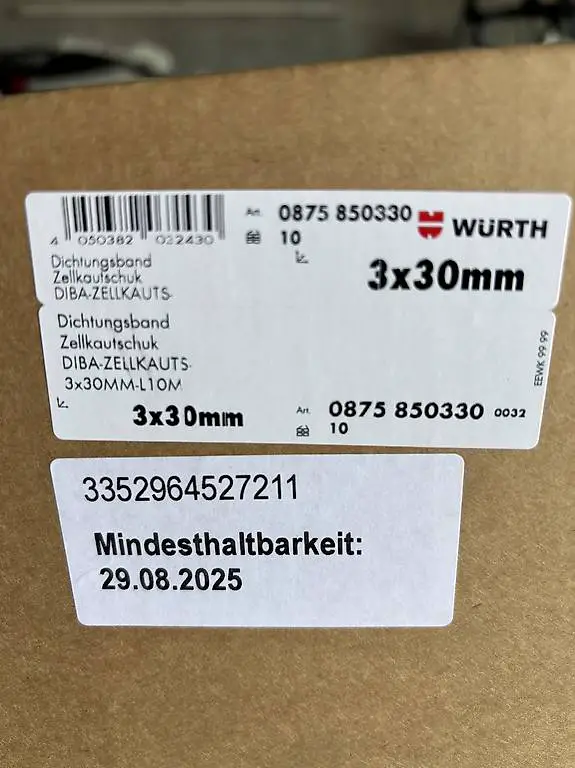 4 050382 022430
Art. 0875 850330
10
WÜRTH
Dichtungsband
Zellkautschuk
DIBA-ZELLKAUTS-
3x30mm
Dichtungsband
Zellkautschuk
DIBA-ZELLKAUTS-
3x30MM-L10M
3x30mm
Art. 0875 850330 0032
10
EEWK 99.99
3352964527211
Mindesthaltbarkeit:
29.08.2025